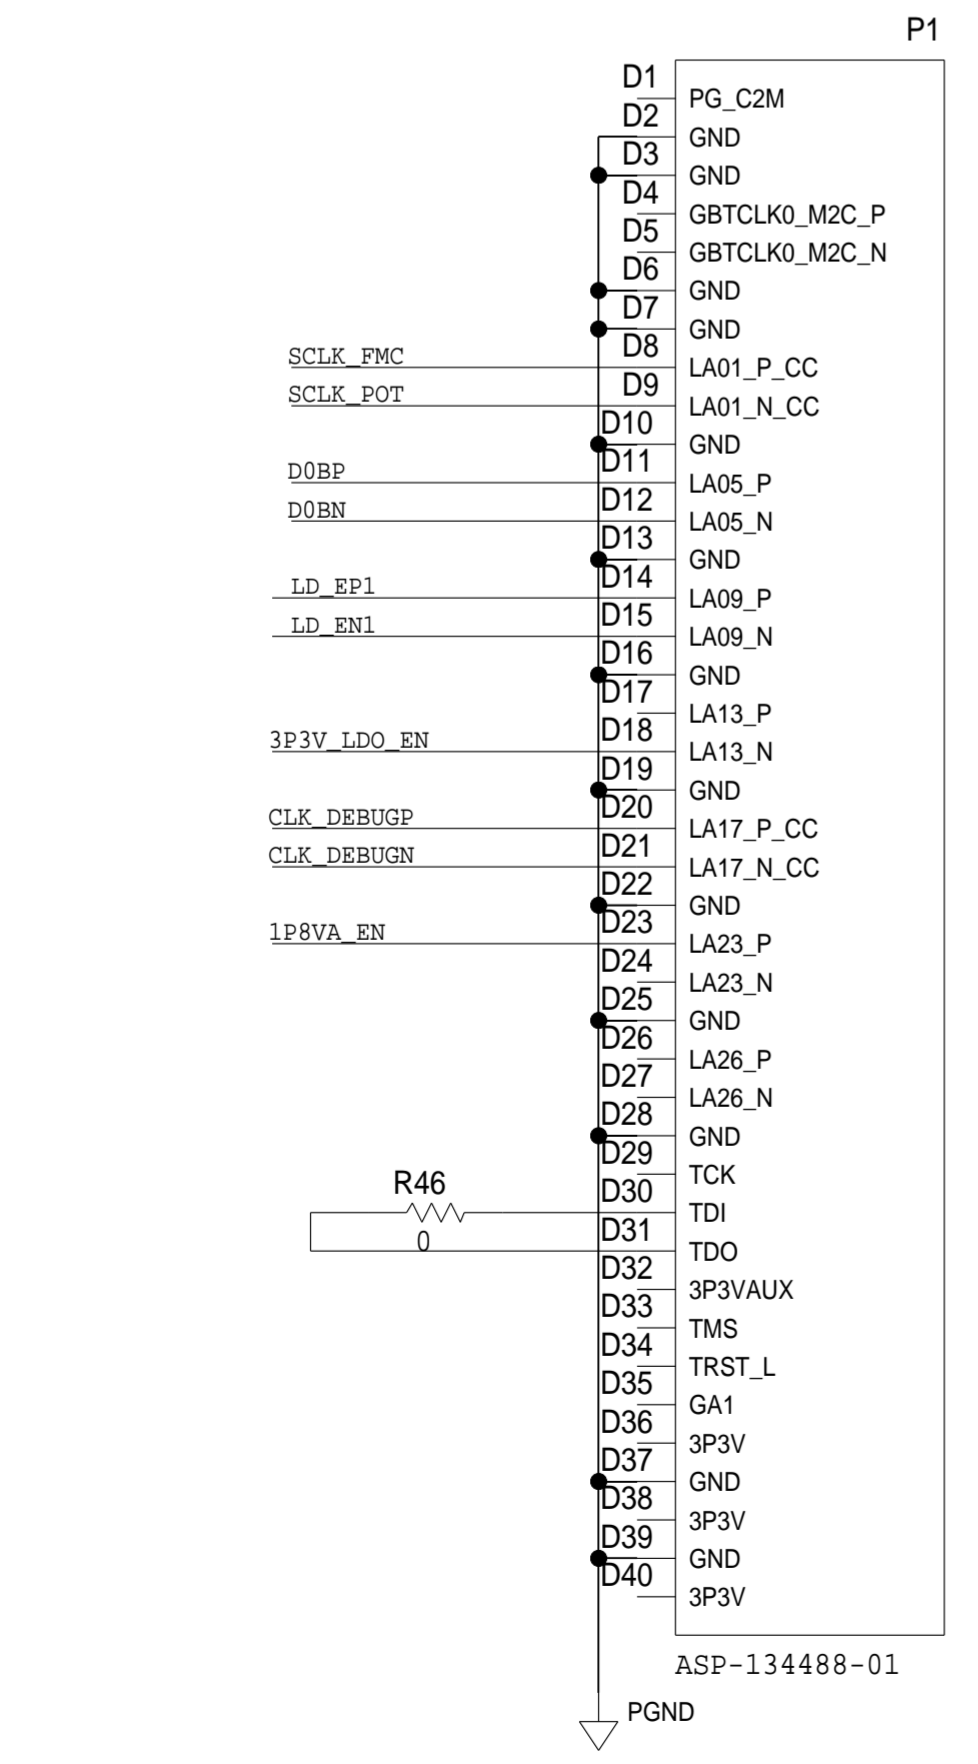 P1
D1
PG_C2M
D2
GND
D3
GND
D4
GBTCLK0_M2C_P
D5
GBTCLK0_M2C_N
D6
GND
D7
GND
SCLK_FMC D8
LA01_P_CC
SCLK_POT D9
LA01_N_CC
D10
GND
D0BP D11
LA05_P
D0BN D12
LA05_N
D13
GND
LD_EP1 D14
LA09_P
LD_EN1 D15
LA09_N
D16
GND
D17
LA13_P
3P3V_LDO_EN D18
LA13_N
D19
GND
CLK_DEBUGP D20
LA17_P_CC
CLK_DEBUGN D21
LA17_N_CC
D22
GND
1P8VA_EN D23
LA23_P
D24
LA23_N
D25
GND
D26
LA26_P
D27
LA26_N
D28
GND
D29
TCK
R46 D30
TDI
0 D31
TDO
D32
3P3VAUX
D33
TMS
D34
TRST_L
D35
GA1
D36
3P3V
D37
GND
D38
3P3V
D39
GND
D40
3P3V
ASP-134488-01
PGND